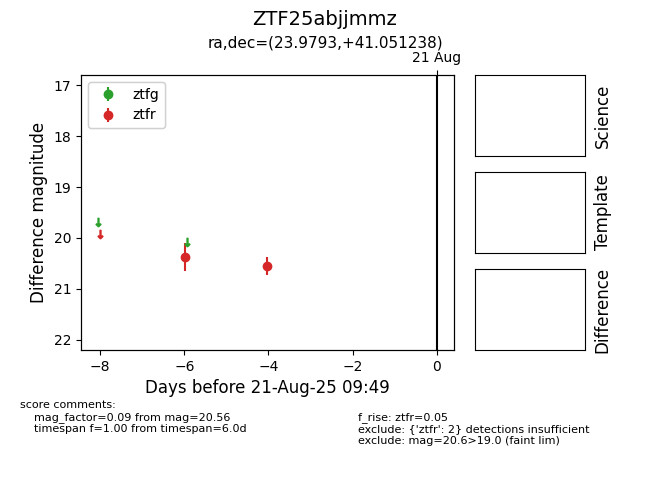 ZTF25abjjmmz
ra,dec=(23.9793,+41.051238)
21 Aug
ztfg
ztfr
17
18
19
20
21
22
Difference magnitude
−8
−6
−4
−2
0
Days before 21-Aug-25 09:49
Science
Template
Difference
score comments:
mag_factor=0.09 from mag=20.56
timespan f=1.00 from timespan=6.0d
f_rise: ztfr=0.05
exclude: {'ztfr': 2} detections insufficient
exclude: mag=20.6>19.0 (faint lim)